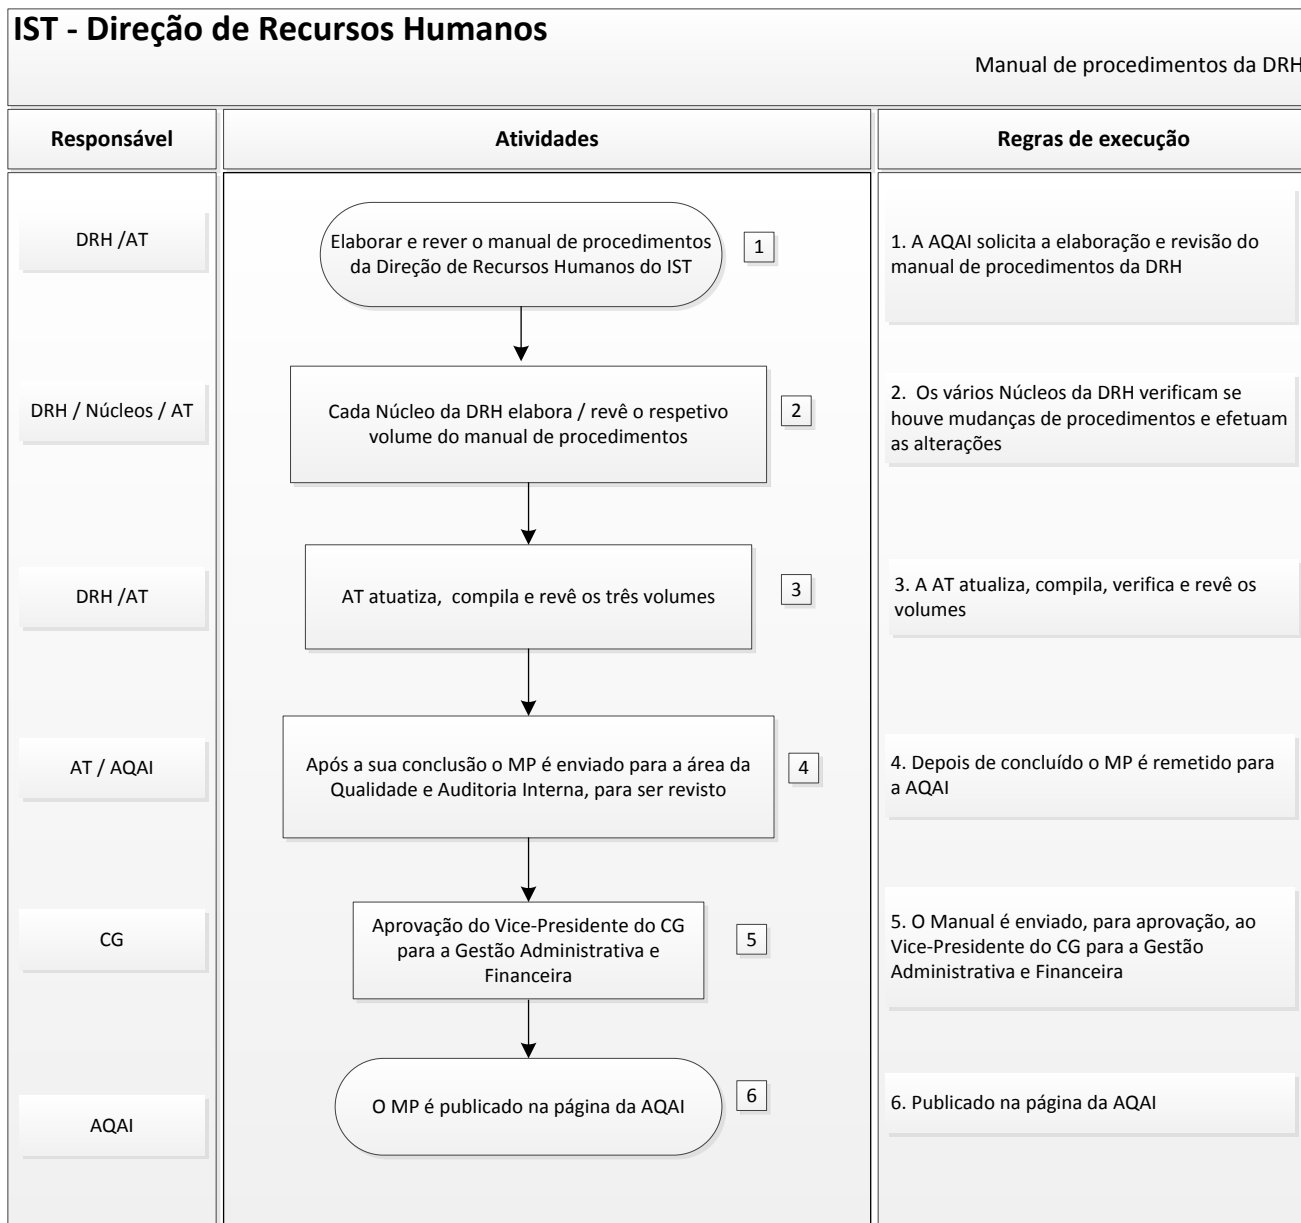 IST - Direção de Recursos Humanos
Manual de procedimentos da DRH
Responsável
Atividades
Regras de execução
DRH /AT
Elaborar e rever o manual de procedimentos
da Direção de Recursos Humanos do IST
1
1. A AQAI solicita a elaboração e revisão do
manual de procedimentos da DRH
DRH / Núcleos / AT
Cada Núcleo da DRH elabora / revê o respetivo
volume do manual de procedimentos
2
2.  Os vários Núcleos da DRH verificam se
houve mudanças de procedimentos e efetuam
as alterações
DRH /AT
AT atuatiza,  compila e revê os três volumes
3
3. A AT atualiza, compila, verifica e revê os
volumes
AT / AQAI
Após a sua conclusão o MP é enviado para a área da
Qualidade e Auditoria Interna, para ser revisto
4
4. Depois de concluído o MP é remetido para
a AQAI
CG
Aprovação do Vice-Presidente do CG
para a Gestão Administrativa e
Financeira
5
5. O Manual é enviado, para aprovação, ao
Vice-Presidente do CG para a Gestão
Administrativa e Financeira
AQAI
O MP é publicado na página da AQAI
6
6. Publicado na página da AQAI